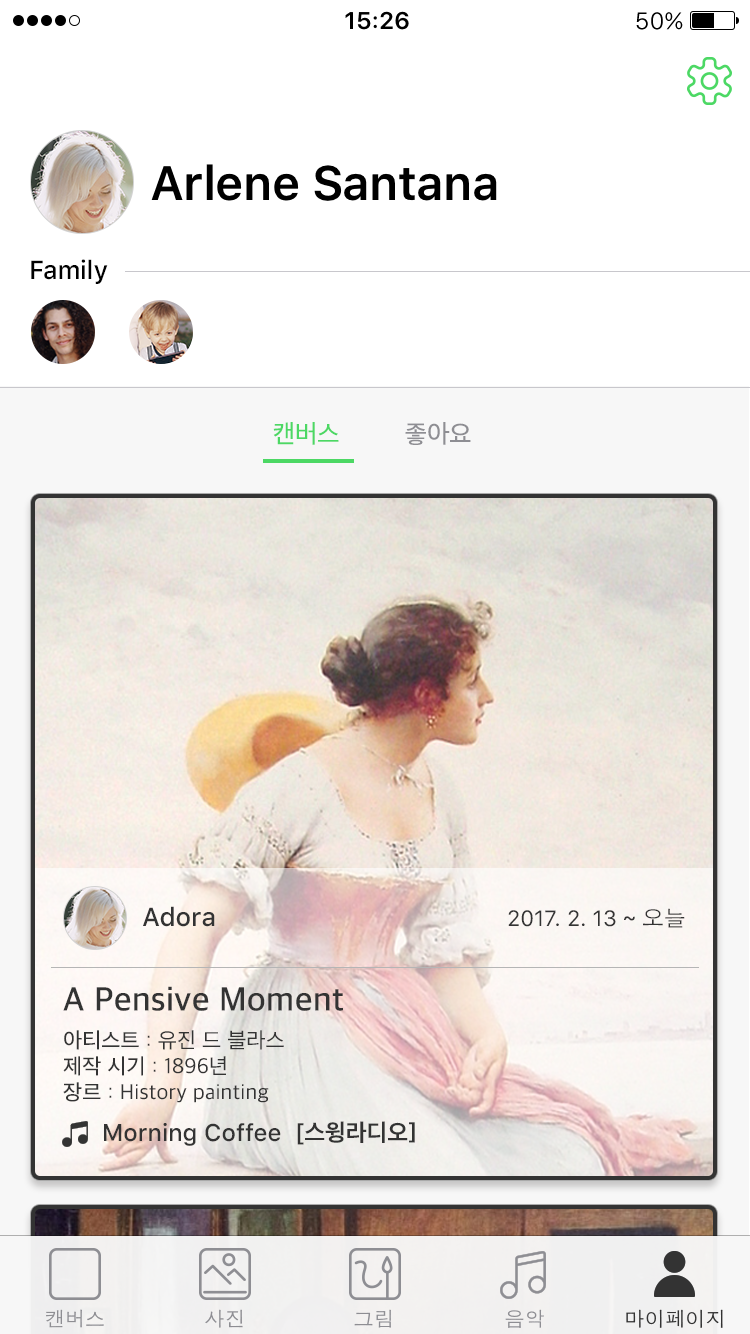 15:26
50%
Arlene Santana
Family
캔버스 좋아요
Adora 2017. 2. 13 ~ 오늘
A Pensive Moment
아티스트 : 유진 드 블라스
제작 시기 : 1896년
장르 : History painting
Morning Coffee [스윙라디오]
캔버스 사진 그림 음악 마이페이지